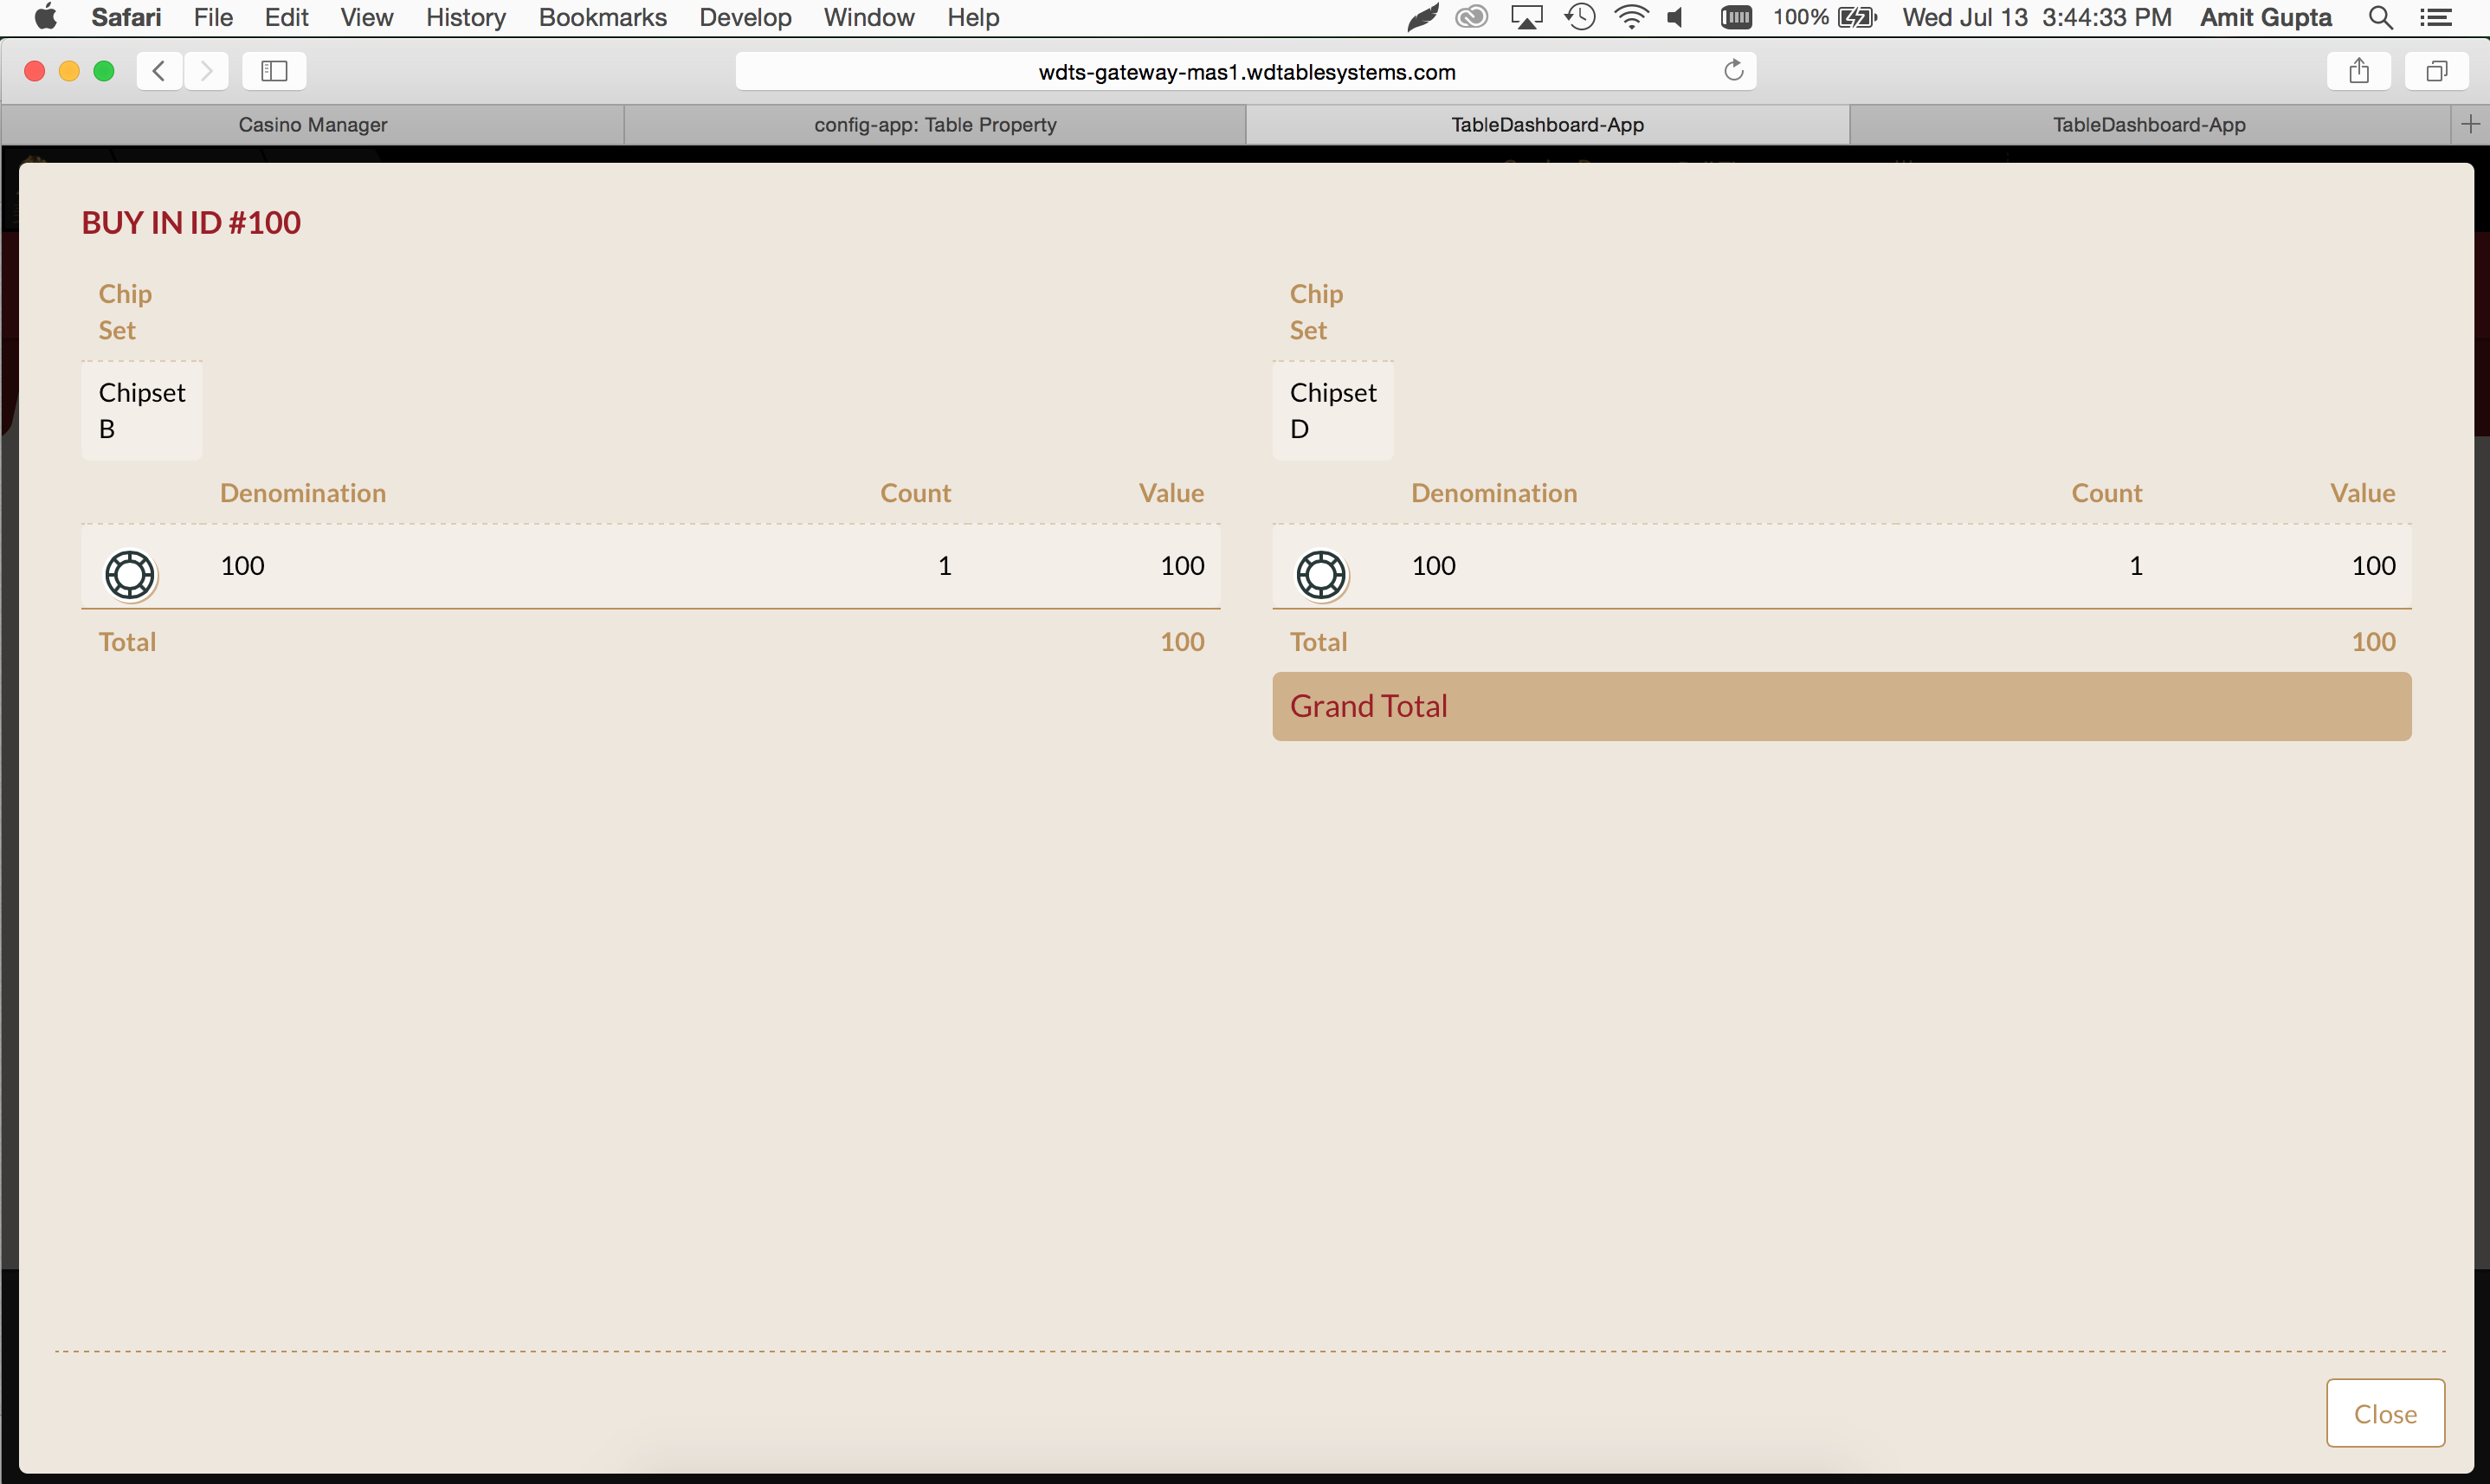 Safari File Edit View History Bookmarks Develop Window Help 100% Wed Jul 13 3:44:33 PM Amit Gupta
wdts-gateway-mas1.wdtablesystems.com
Casino Manager config-app: Table Property TableDashboard-App TableDashboard-App
BUY IN ID #100
Chip
Set
Chipset
B
Denomination Count Value
100 1 100
Total 100
Chip
Set
Chipset
D
Denomination Count Value
100 1 100
Total 100
Grand Total
Close